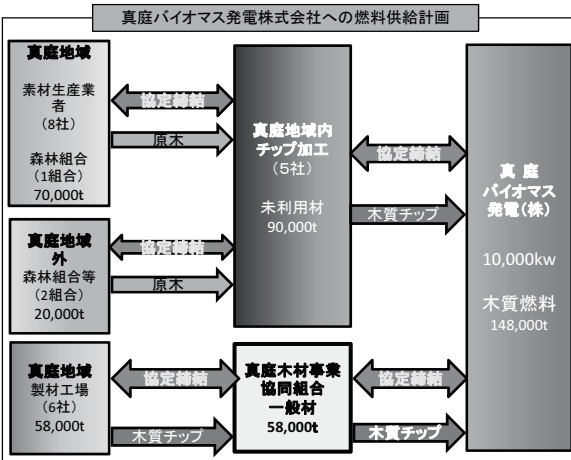 真庭バイオマス発電株式会社への燃料供給計画
真庭地域
素材生産業
者
(8社)
森林組合
(1組合)
70,000t
協定締結
原木
真庭地域
外
森林組合等
(2組合)
20,000t
協定締結
原木
真庭地域内
チップ加工
(5社)
未利用材
90,000t
協定締結
木質チップ
真庭地域
製材工場
(6社)
58,000t
協定締結
木質チップ
真庭木材事業
協同組合
一般材
58,000t
協定締結
木質チップ
真 庭
バイオマス
発電(株)
10,000kw
木質燃料
148,000t